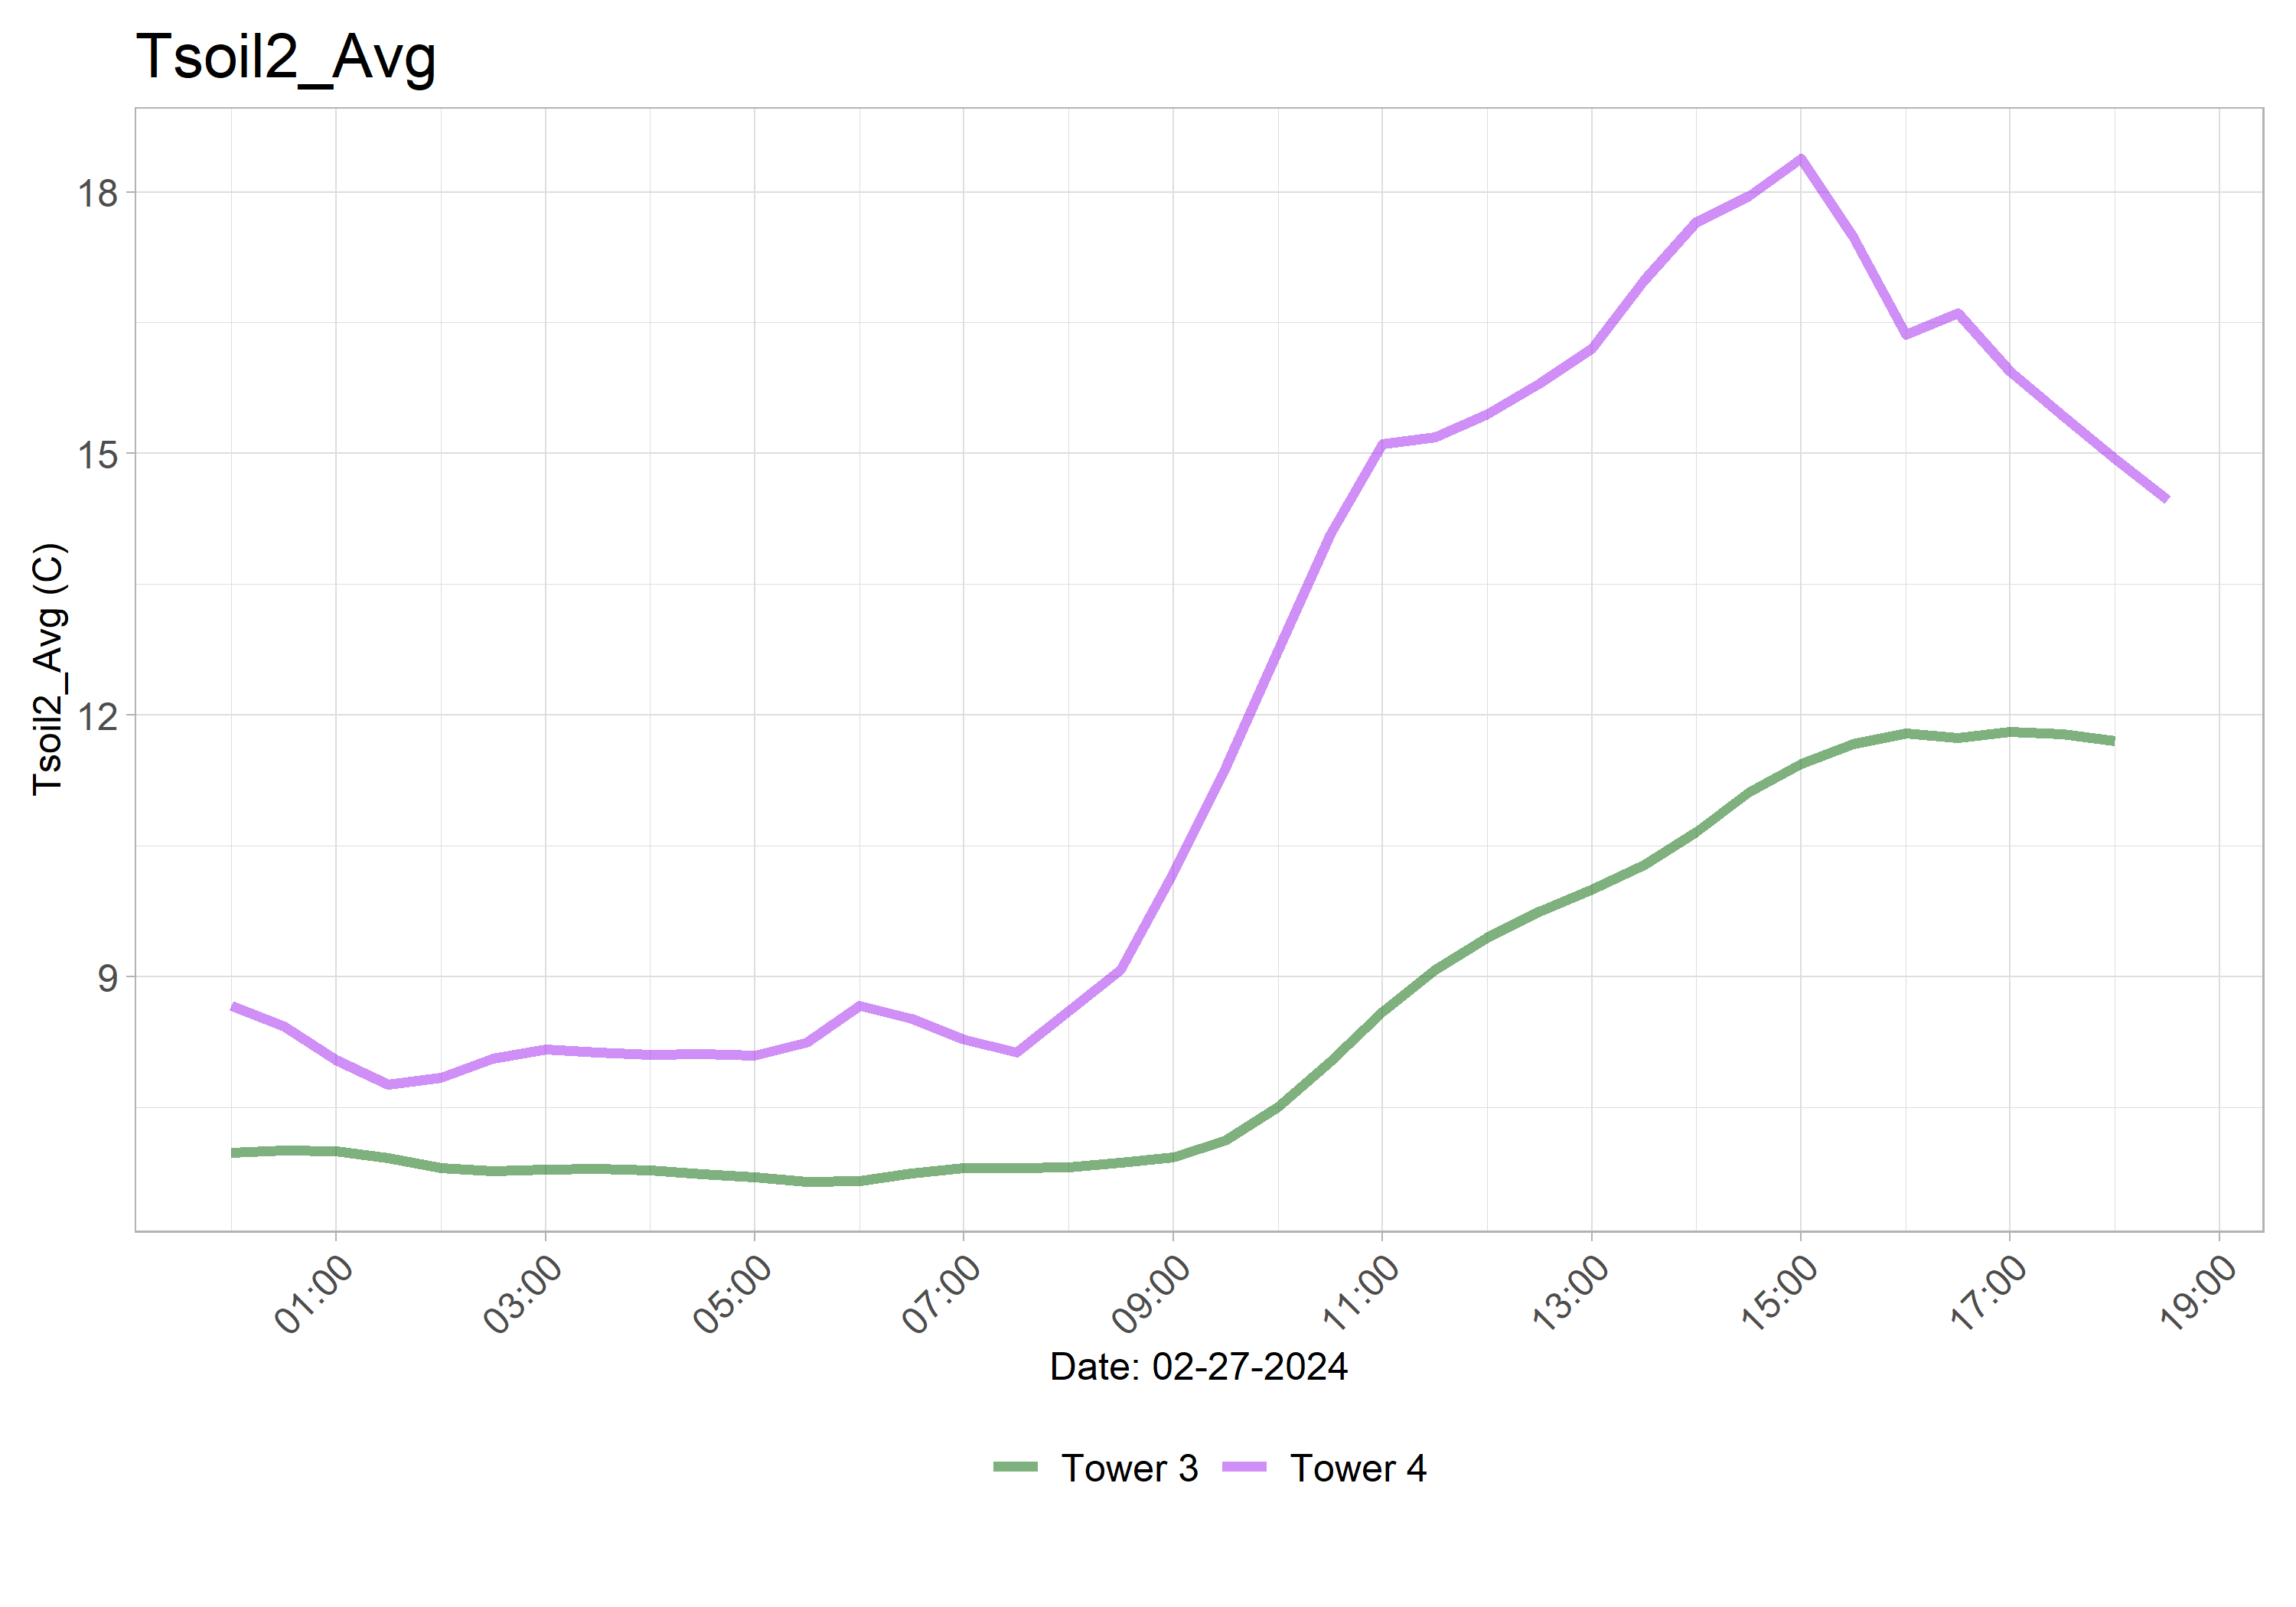 Tsoil2_Avg
Tsoil2_Avg (C)
18
15
12
9
01:00 03:00 05:00 07:00 09:00 11:00 13:00 15:00 17:00 19:00
Date: 02-27-2024
Tower 3 Tower 4